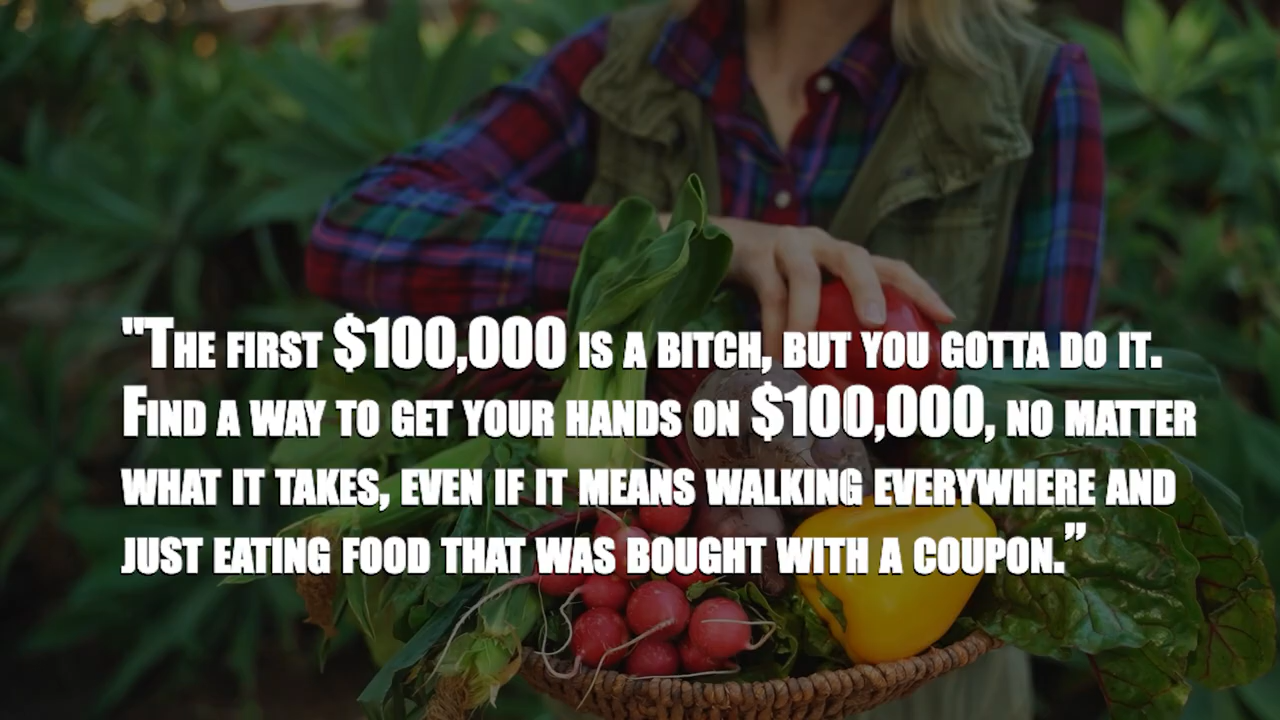 "The first $100,000 is a bitch, but you gotta do it.
Find a way to get your hands on $100,000, no matter
what it takes, even if it means walking everywhere and
just eating food that was bought with a coupon.”